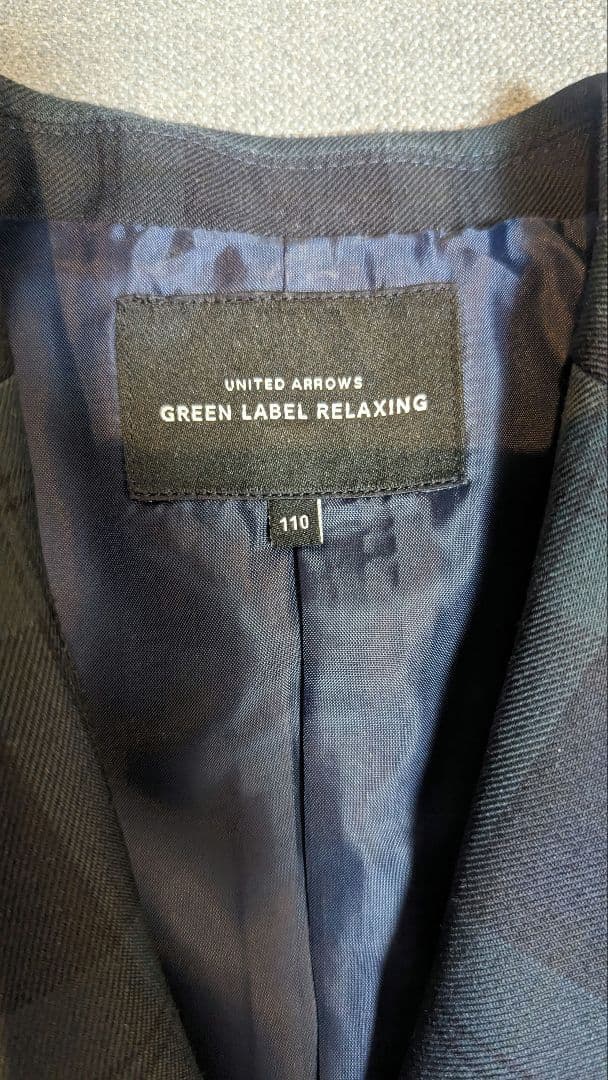 UNITED ARROWS
GREEN LABEL RELAXING
110